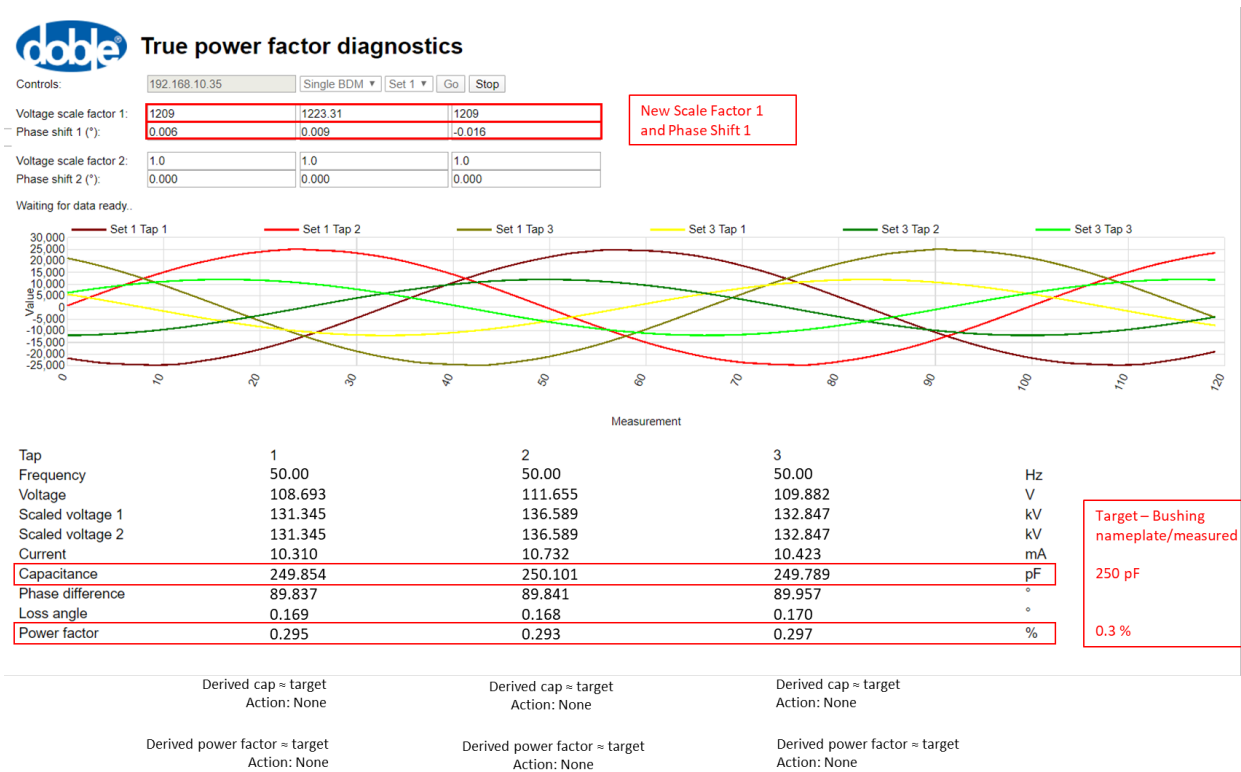 doble® True power factor diagnostics
Controls: 192.168.10.35 Single BDM ▼ Set 1 ▼ Go Stop
Voltage scale factor 1: 1209 1223.31 1209
Phase shift 1 (°): 0.006 0.009 -0.016
New Scale Factor 1
and Phase Shift 1
Voltage scale factor 2: 1.0 1.0 1.0
Phase shift 2 (°): 0.000 0.000 0.000
Waiting for data ready..
Set 1 Tap 1 Set 1 Tap 2 Set 1 Tap 3 Set 3 Tap 1 Set 3 Tap 2 Set 3 Tap 3
30,000
25,000
20,000
15,000
10,000
5,000
0
-5,000
-10,000
-15,000
-20,000
-25,000
Value
0 10 20 30 40 50 60 70 80 90 100 110 120
Measurement
Tap 1 2 3
Frequency 50.00 50.00 50.00 Hz
Voltage 108.693 111.655 109.882 V
Scaled voltage 1 131.345 136.589 132.847 kV
Scaled voltage 2 131.345 136.589 132.847 kV
Current 10.310 10.732 10.423 mA
Capacitance 249.854 250.101 249.789 pF
Phase difference 89.837 89.841 89.957 °
Loss angle 0.169 0.168 0.170 °
Power factor 0.295 0.293 0.297 %
Target – Bushing
nameplate/measured
250 pF
0.3 %
Derived cap ≈ target
Action: None
Derived cap ≈ target
Action: None
Derived cap ≈ target
Action: None
Derived power factor ≈ target
Action: None
Derived power factor ≈ target
Action: None
Derived power factor ≈ target
Action: None